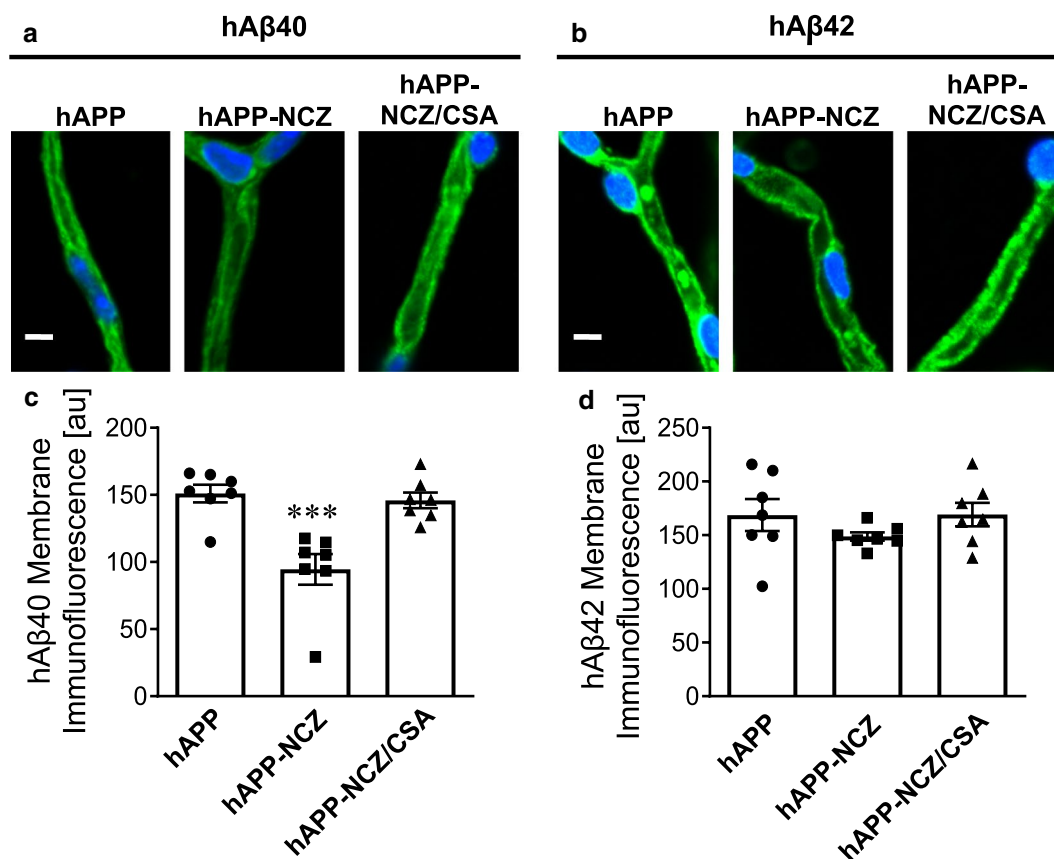 a
hAβ40
hAPP
hAPP-NCZ
hAPP-
NCZ/CSA
b
hAβ42
hAPP
hAPP-NCZ
hAPP-
NCZ/CSA
c
hAβ40 Membrane
Immunofluorescence [au]
200
150
100
50
0
***
hAPP
hAPP-NCZ
hAPP-NCZ/CSA
d
hAβ42 Membrane
Immunofluorescence [au]
250
200
150
100
50
0
hAPP
hAPP-NCZ
hAPP-NCZ/CSA